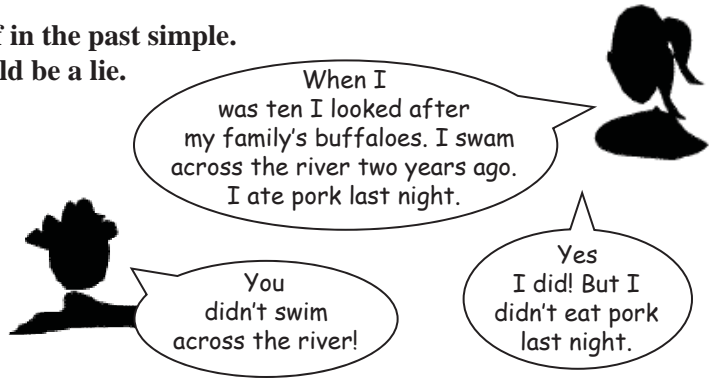 f in the past simple.
ld be a lie.
When I
was ten I looked after
my family's buffaloes. I swam
across the river two years ago.
I ate pork last night.
You
didn't swim
across the river!
Yes
I did! But I
didn't eat pork
last night.